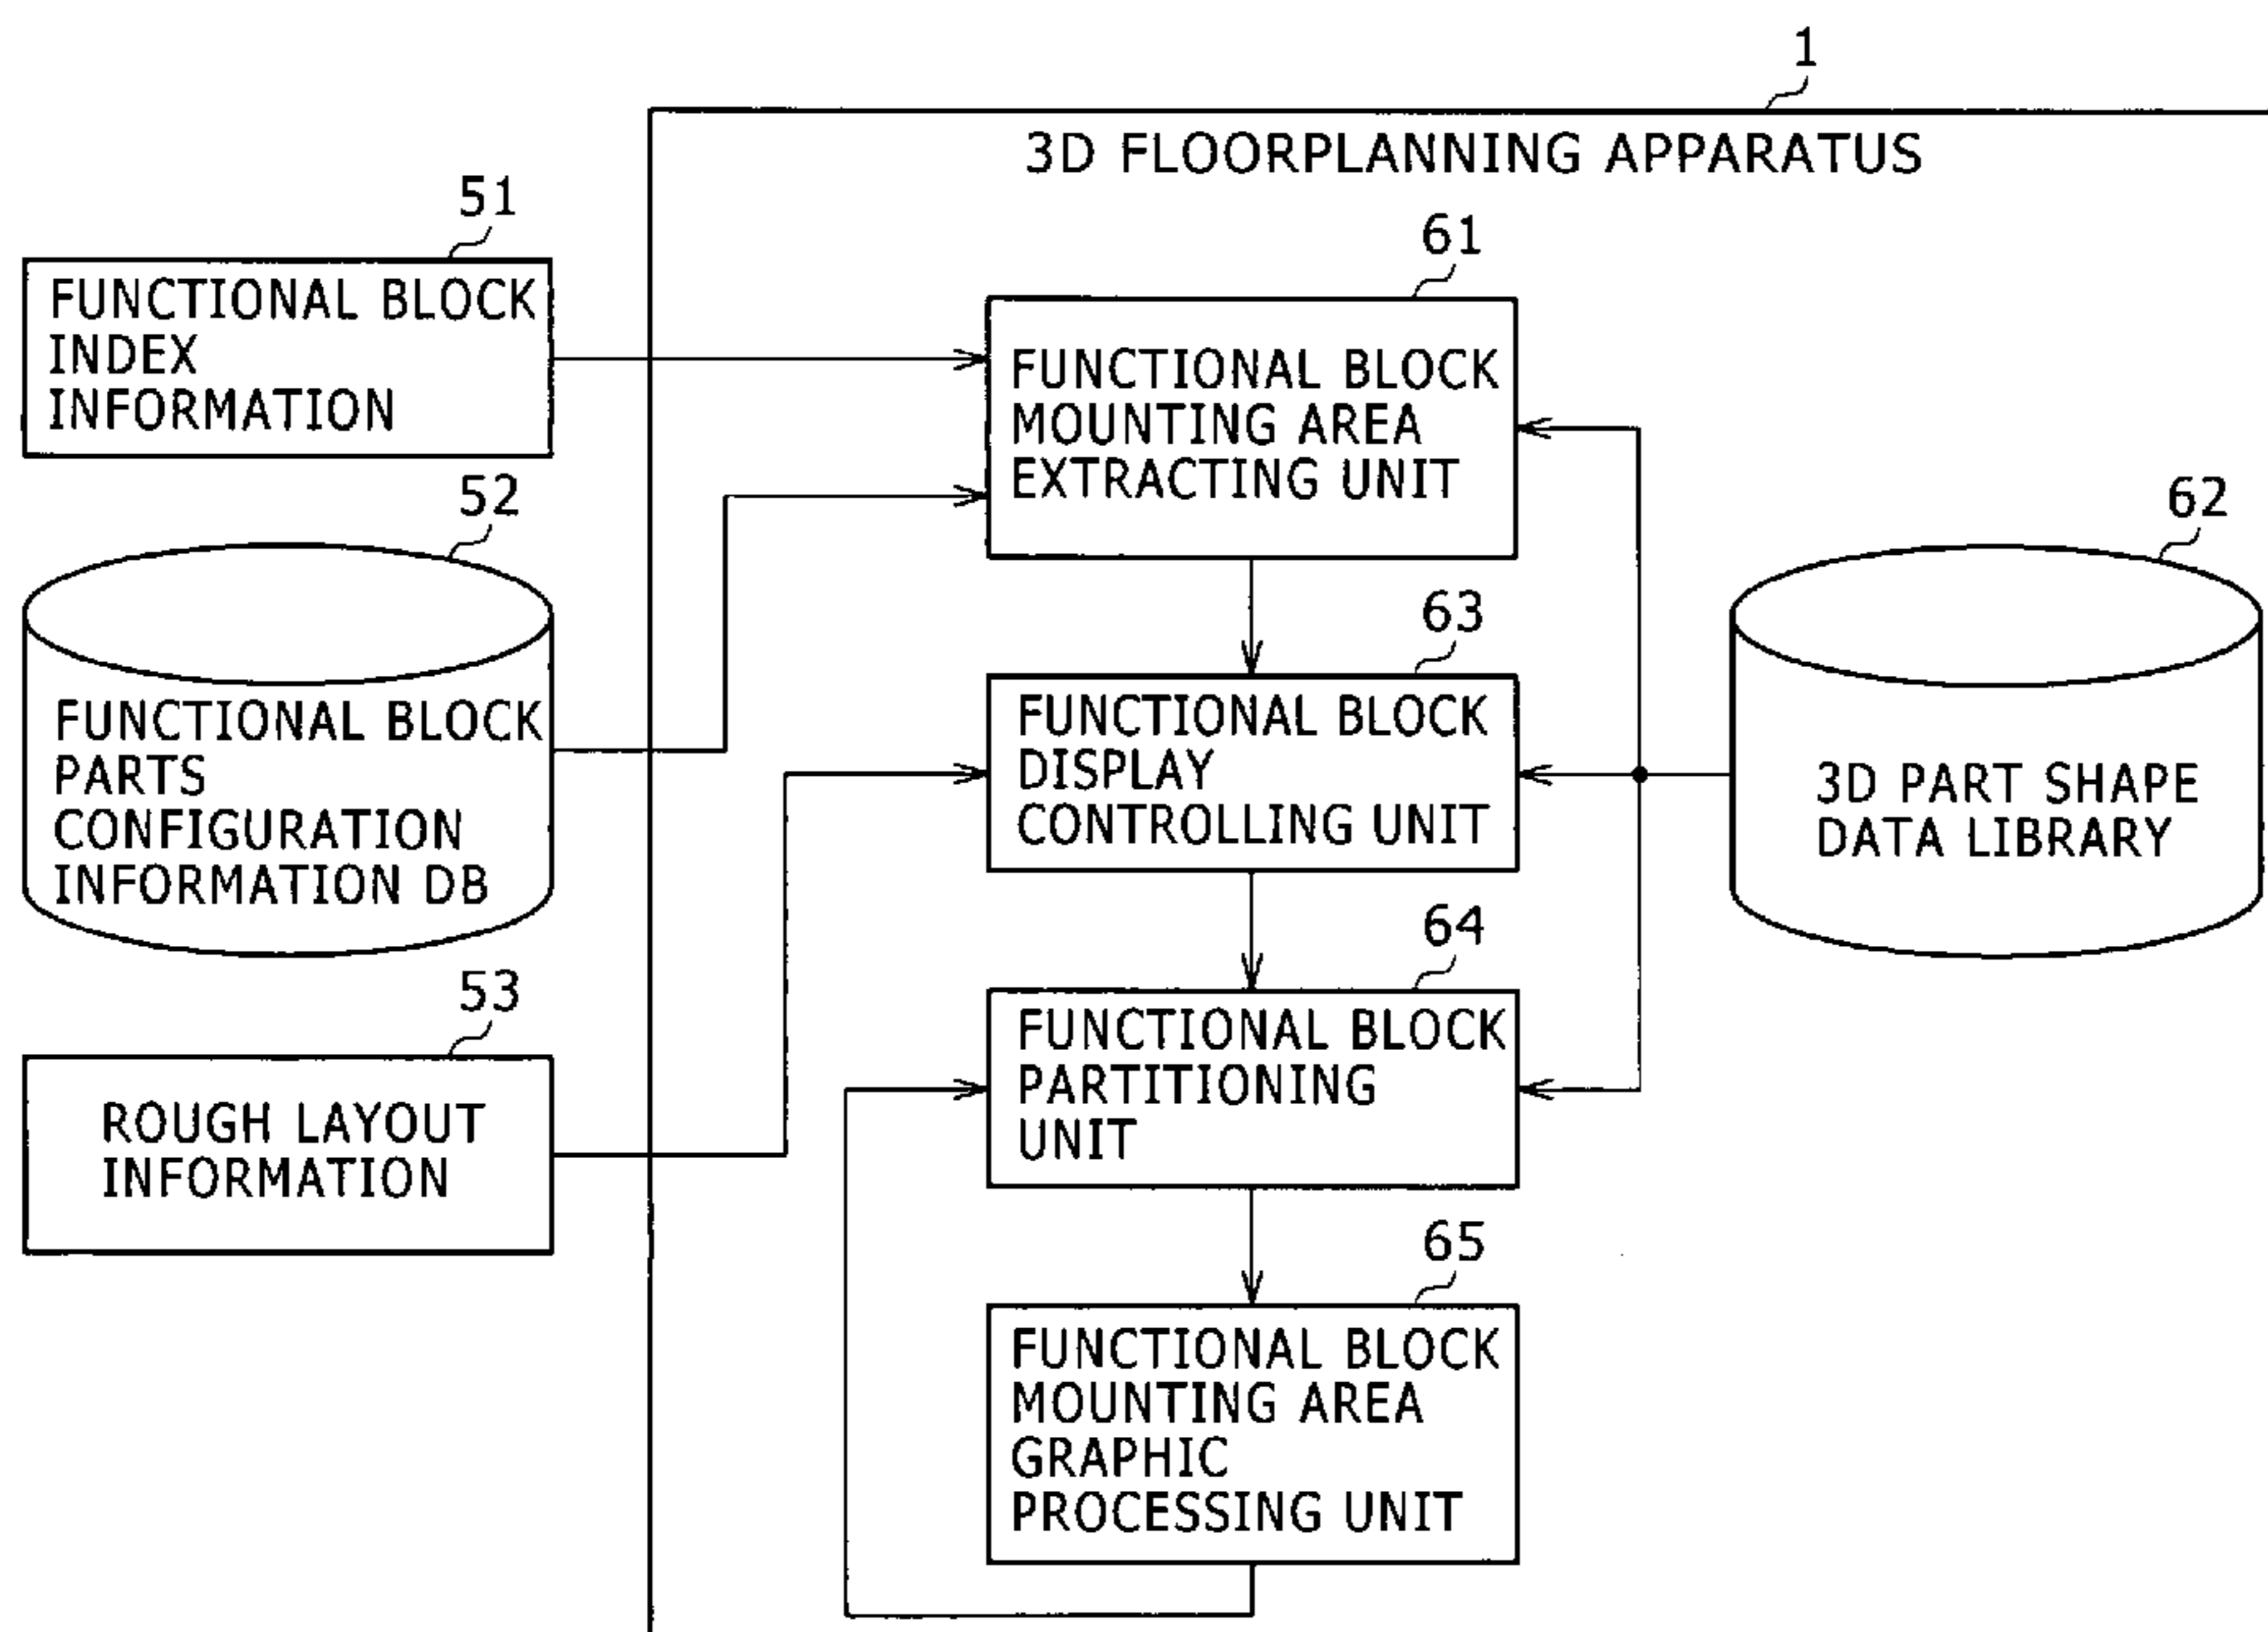 1
3D FLOORPLANNING APPARATUS
51
FUNCTIONAL BLOCK
INDEX
INFORMATION
52
FUNCTIONAL BLOCK
PARTS
CONFIGURATION
INFORMATION DB
53
ROUGH LAYOUT
INFORMATION
61
FUNCTIONAL BLOCK
MOUNTING AREA
EXTRACTING UNIT
62
3D PART SHAPE
DATA LIBRARY
63
FUNCTIONAL BLOCK
DISPLAY
CONTROLLING UNIT
64
FUNCTIONAL BLOCK
PARTITIONING
UNIT
65
FUNCTIONAL BLOCK
MOUNTING AREA
GRAPHIC
PROCESSING UNIT